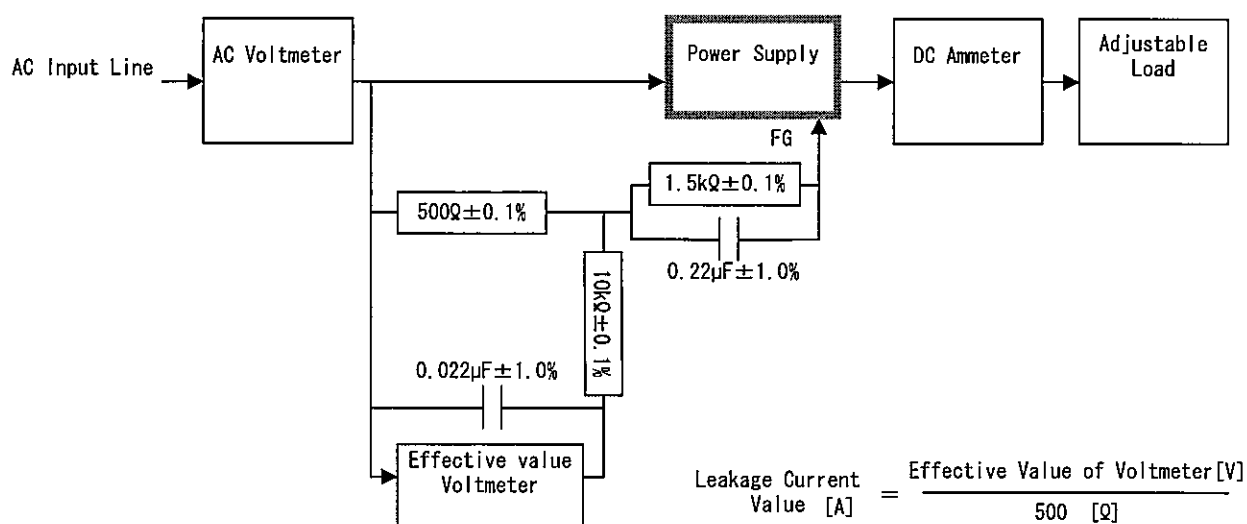 AC Input Line
AC Voltmeter
Power Supply
DC Ammeter
Adjustable
Load
FG
1.5kΩ±0.1%
500Ω±0.1%
0.22μF±1.0%
10kΩ±0.1%
0.022μF±1.0%
Effective value
Voltmeter
Leakage Current
Value [A]
=
Effective Value of Voltmeter[V]
500 [Ω]